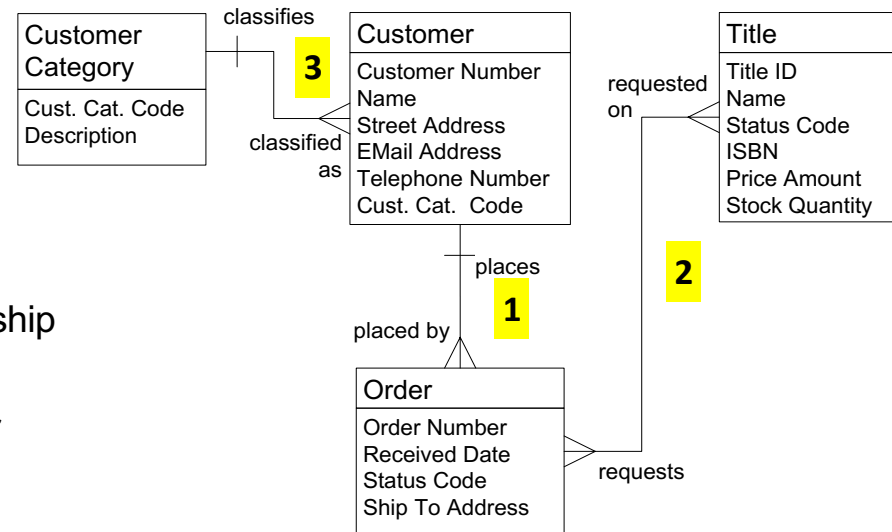 classifies
Customer
Category
Cust. Cat. Code
Description
3
classified
as
Customer
Customer Number
Name
Street Address
EMail Address
Telephone Number
Cust. Cat.  Code
requested
on
Title
Title ID
Name
Status Code
ISBN
Price Amount
Stock Quantity
places
1
placed by
2
ship
Order
Order Number
Received Date
Status Code
Ship To Address
requests